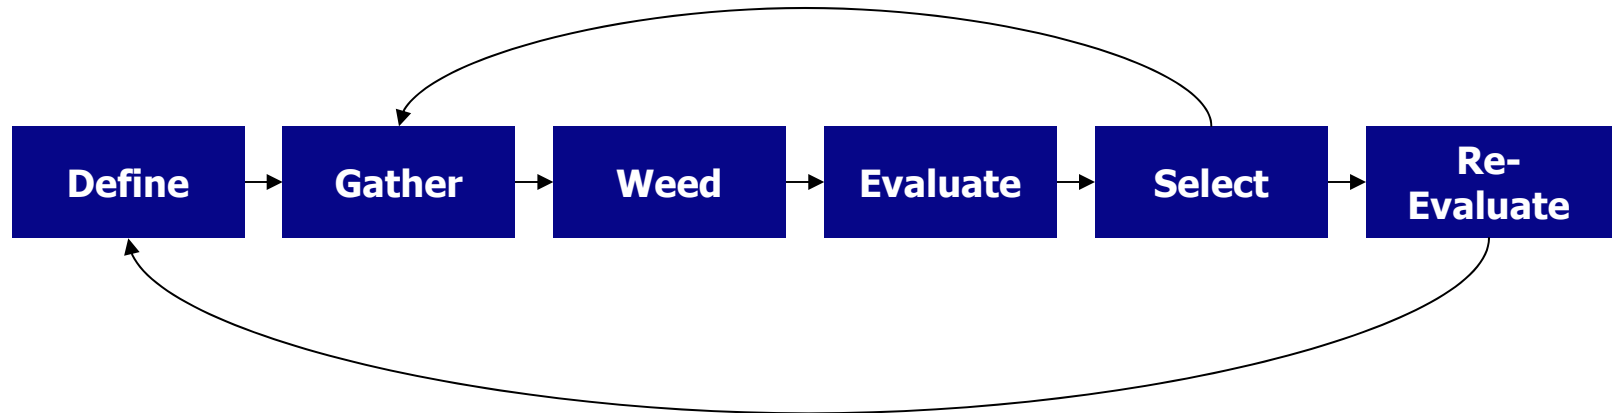 Define
Gather
Weed
Evaluate
Select
Re-
Evaluate